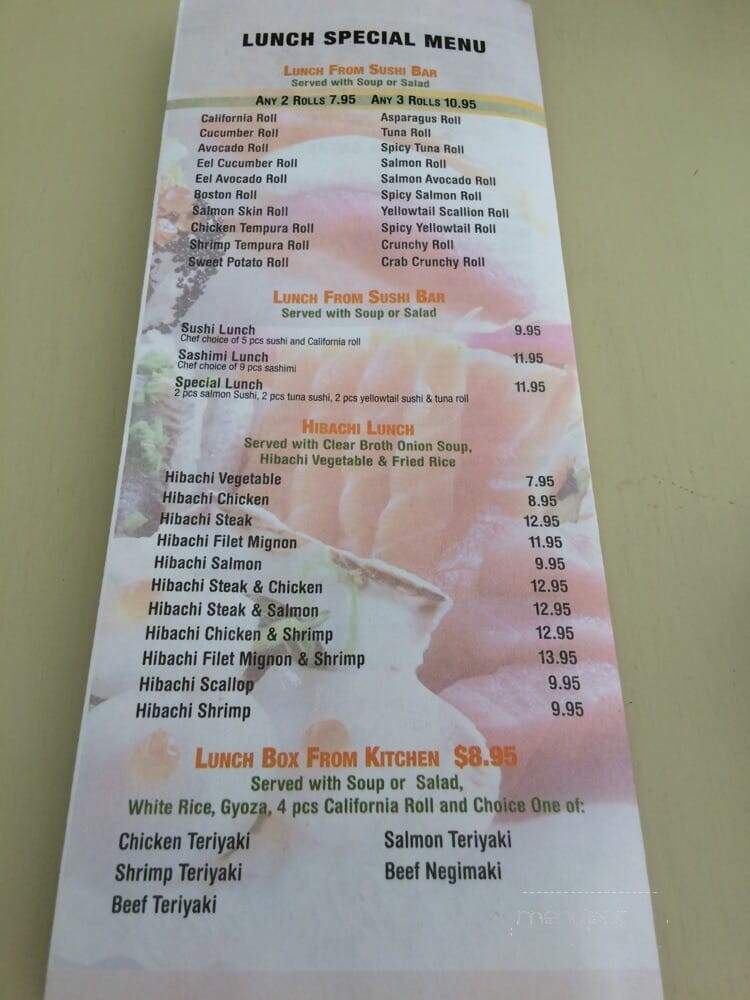 LUNCH SPECIAL MENU
LUNCH FROM SUSHI BAR
Served with Soup or Salad
ANY 2 ROLLS 7.95 ANY 3 ROLLS 10.95
California Roll Asparagus Roll
Cucumber Roll Tuna Roll
Avocado Roll Spicy Tuna Roll
Eel Cucumber Roll Salmon Roll
Eel Avocado Roll Salmon Avocado Roll
Boston Roll Spicy Salmon Roll
Salmon Skin Roll Yellowtail Scallion Roll
Chicken Tempura Roll Spicy Yellowtail Roll
Shrimp Tempura Roll Crunchy Roll
Sweet Potato Roll Crab Crunchy Roll
LUNCH FROM SUSHI BAR
Served with Soup or Salad
Sushi Lunch 9.95
Chef choice of 5 pcs sushi and California roll
Sashimi Lunch 11.95
Chef choice of 9 pcs sashimi
Special Lunch 11.95
2 pcs salmon Sushi, 2 pcs tuna sushi, 2 pcs yellowtail sushi & tuna roll
HIBACHI LUNCH
Served with Clear Broth Onion Soup,
Hibachi Vegetable & Fried Rice
Hibachi Vegetable 7.95
Hibachi Chicken 8.95
Hibachi Steak 12.95
Hibachi Filet Mignon 11.95
Hibachi Salmon 9.95
Hibachi Steak & Chicken 12.95
Hibachi Steak & Salmon 12.95
Hibachi Chicken & Shrimp 12.95
Hibachi Filet Mignon & Shrimp 13.95
Hibachi Scallop 9.95
Hibachi Shrimp 9.95
LUNCH BOX FROM KITCHEN $8.95
Served with Soup or Salad,
White Rice, Gyoza, 4 pcs California Roll and Choice One of:
Chicken Teriyaki Salmon Teriyaki
Shrimp Teriyaki Beef Negimaki
Beef Teriyaki